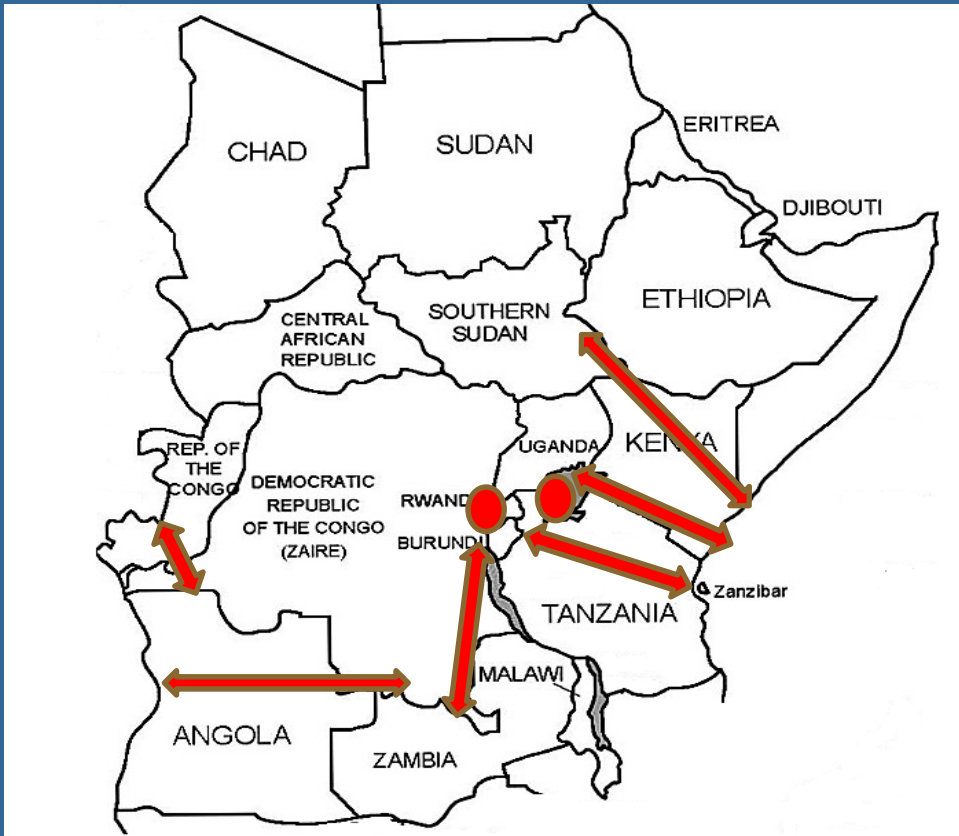 ERITREA
SUDAN
CHAD
DJIBOUTI
ETHIOPIA
SOUTHERN
SUDAN
CENTRAL
AFRICAN
REPUBLIC
UGANDA
KENYA
REP. OF
THE
CONGO
DEMOCRATIC
REPUBLIC
OF THE CONGO
(ZAIRE)
RWAND
BURUNDI
Zanzibar
TANZANIA
MALAWI
ANGOLA
ZAMBIA